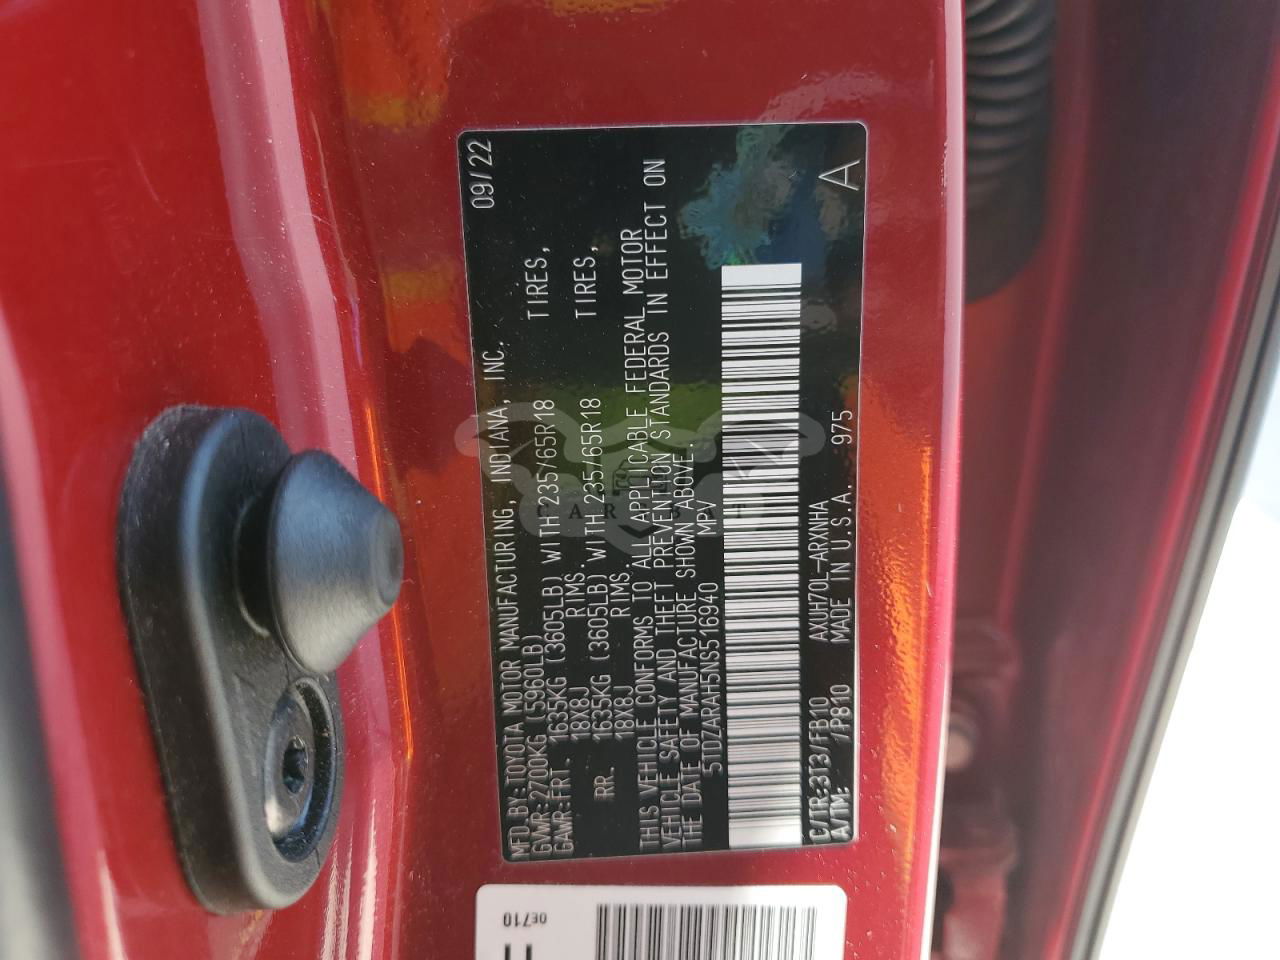 MFD.BY:TOYOTA MOTOR MANUFACTURING, INDIANA, INC. 09/22
GVWR:2700KG (5960LB)
GAWR:FRT. 1635KG (3605LB) WITH 235/65R18 TIRES,
18X8J RIMS.
RR. 1635KG (3605LB) WITH 235/65R18 TIRES,
18X8J RIMS.
THIS VEHICLE CONFORMS TO ALL APPLICABLE FEDERAL MOTOR
VEHICLE SAFETY AND THEFT PREVENTION STANDARDS IN EFFECT ON
THE DATE OF MANUFACTURE SHOWN ABOVE.
5TDZARAH5NS516940 MPV
C/TR:3T3/FB10 AXUH70L-ARXNHA
A/TM: /P810 MADE IN U.S.A. 975 A
0E710